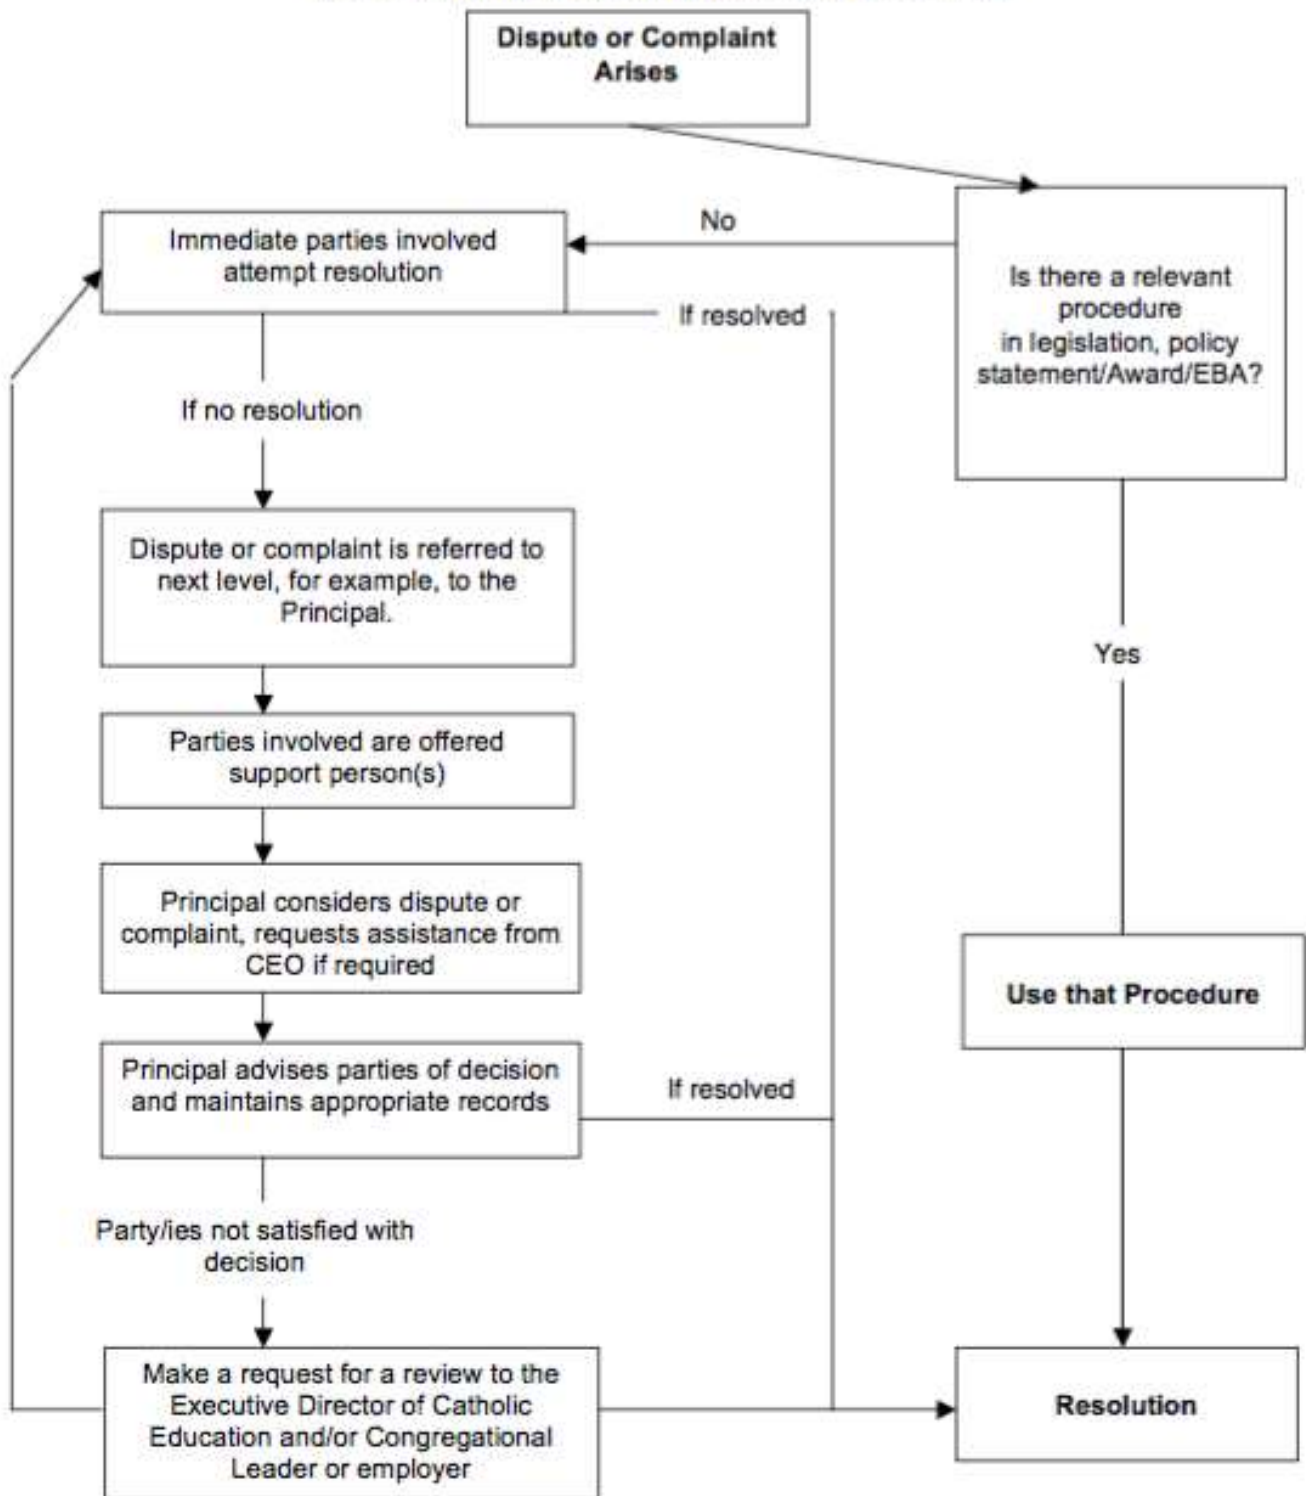 Dispute or Complaint
Arises
No
Immediate parties involved
attempt resolution
Is there a relevant
procedure
in legislation, policy
statement/Award/EBA?
If resolved
If no resolution
Dispute or complaint is referred to
next level, for example, to the
Principal.
Yes
Parties involved are offered
support person(s)
Principal considers dispute or
complaint, requests assistance from
CEO if required
Use that Procedure
Principal advises parties of decision
and maintains appropriate records
If resolved
Party/ies not satisfied with
decision
Make a request for a review to the
Executive Director of Catholic
Education and/or Congregational
Leader or employer
Resolution